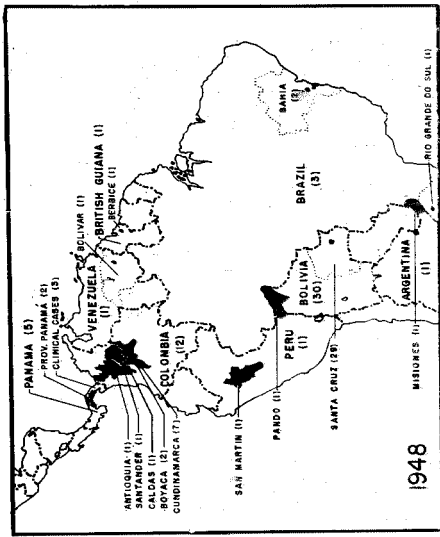 PANAMA (5)
PROV. PANAMA (2)
CLINICAL CASES (3)
VENEZUELA
(1)
BOLIVAR (1)
BRITISH GUIANA (1)
BERBICE (1)
ANTIOQUIA (1)
SANTANDER (1)
CALDAS (1)
BOYACA (2)
CUNDINAMARCA (7)
COLOMBIA
(12)
SAN MARTIN (1)
PERU
(1)
PANDO (1)
BOLIVIA
(30)
SANTA CRUZ (29)
BRAZIL
(3)
BAHIA
(2)
ARGENTINA
(1)
MISIONES (1)
RIO GRANDE DO SUL (1)
1948